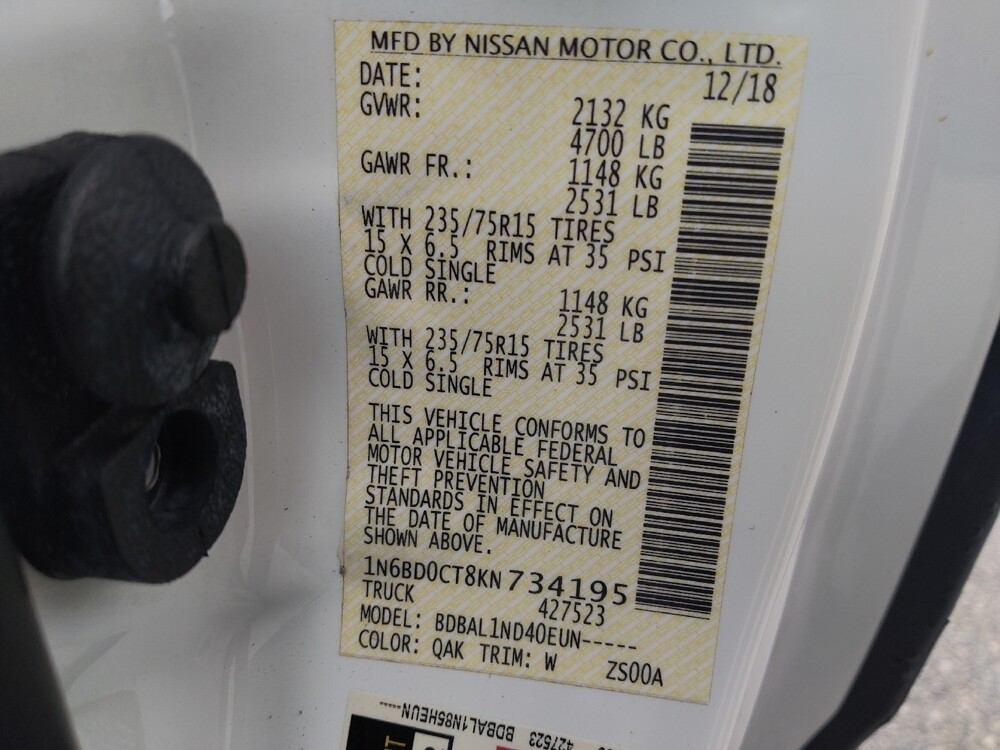 MFD BY NISSAN MOTOR CO., LTD.
DATE: 12/18
GVWR: 2132 KG
4700 LB
GAWR FR.: 1148 KG
2531 LB
WITH 235/75R15 TIRES
15 X 6.5 RIMS AT 35 PSI
COLD SINGLE
GAWR RR.: 1148 KG
2531 LB
WITH 235/75R15 TIRES
15 X 6.5 RIMS AT 35 PSI
COLD SINGLE
THIS VEHICLE CONFORMS TO
ALL APPLICABLE FEDERAL
MOTOR VEHICLE SAFETY AND
THEFT PREVENTION
STANDARDS IN EFFECT ON
THE DATE OF MANUFACTURE
SHOWN ABOVE.
1N6BD0CT8KN734195
TRUCK 427523
MODEL: BDBAL1ND40EUN-----
COLOR: QAK TRIM: W ZS00A
427523 BDBAL1N85HEUN----